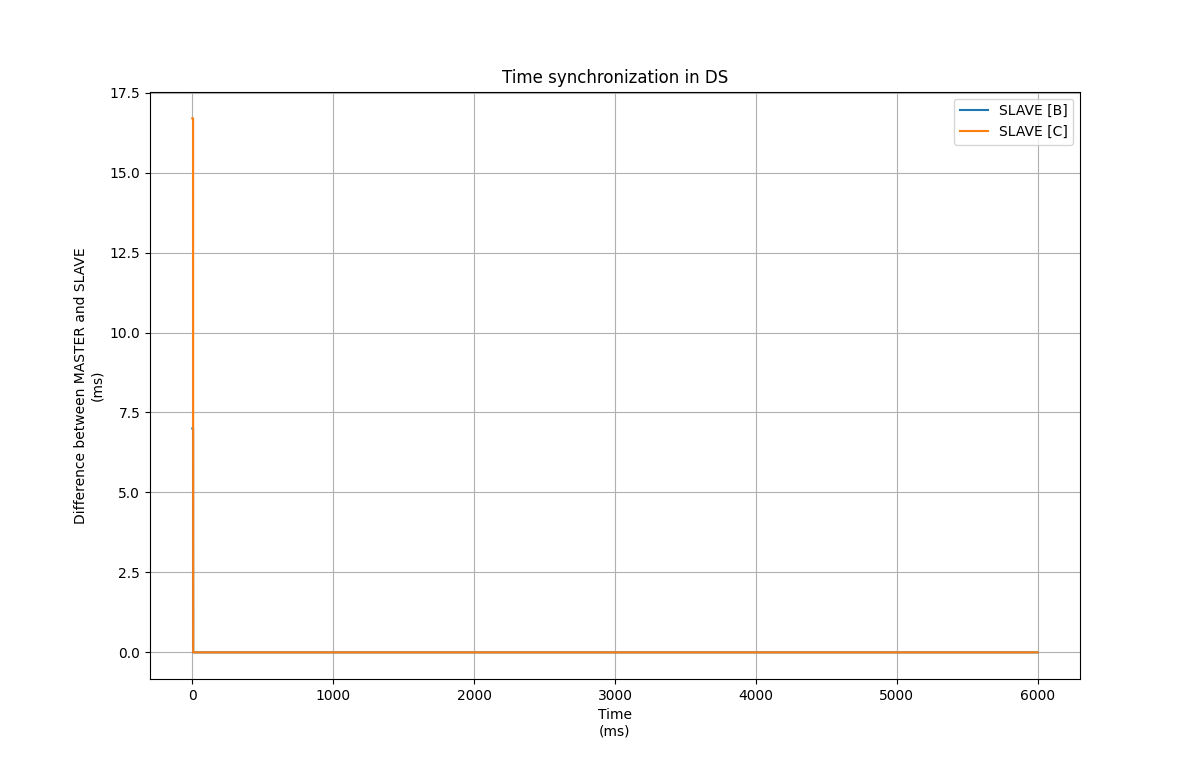 Time synchronization in DS
SLAVE [B]
SLAVE [C]
Difference between MASTER and SLAVE
(ms)
17.5
15.0
12.5
10.0
7.5
5.0
2.5
0.0
0 1000 2000 3000 4000 5000 6000
Time
(ms)